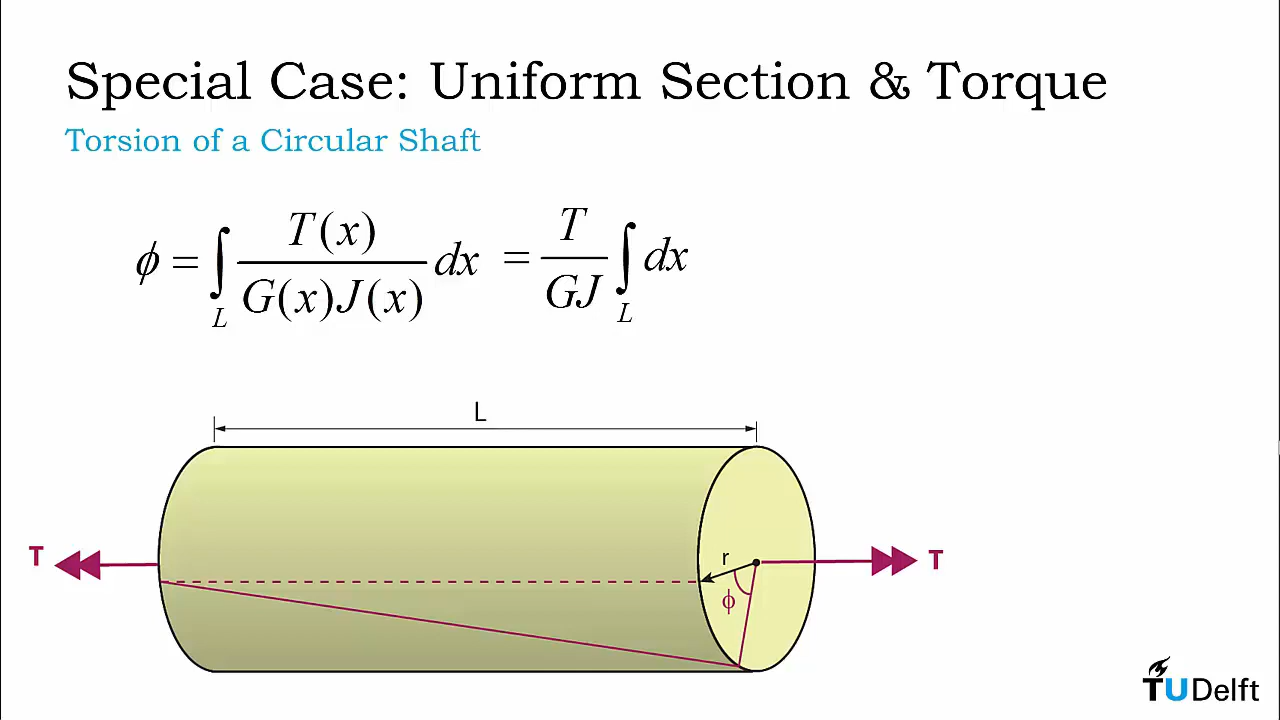 Special Case: Uniform Section & Torque
Torsion of a Circular Shaft
ϕ = ∫_L T(x) / G(x)J(x) dx = T / GJ ∫_L dx
L
T
r
T
ϕ
TUDelft